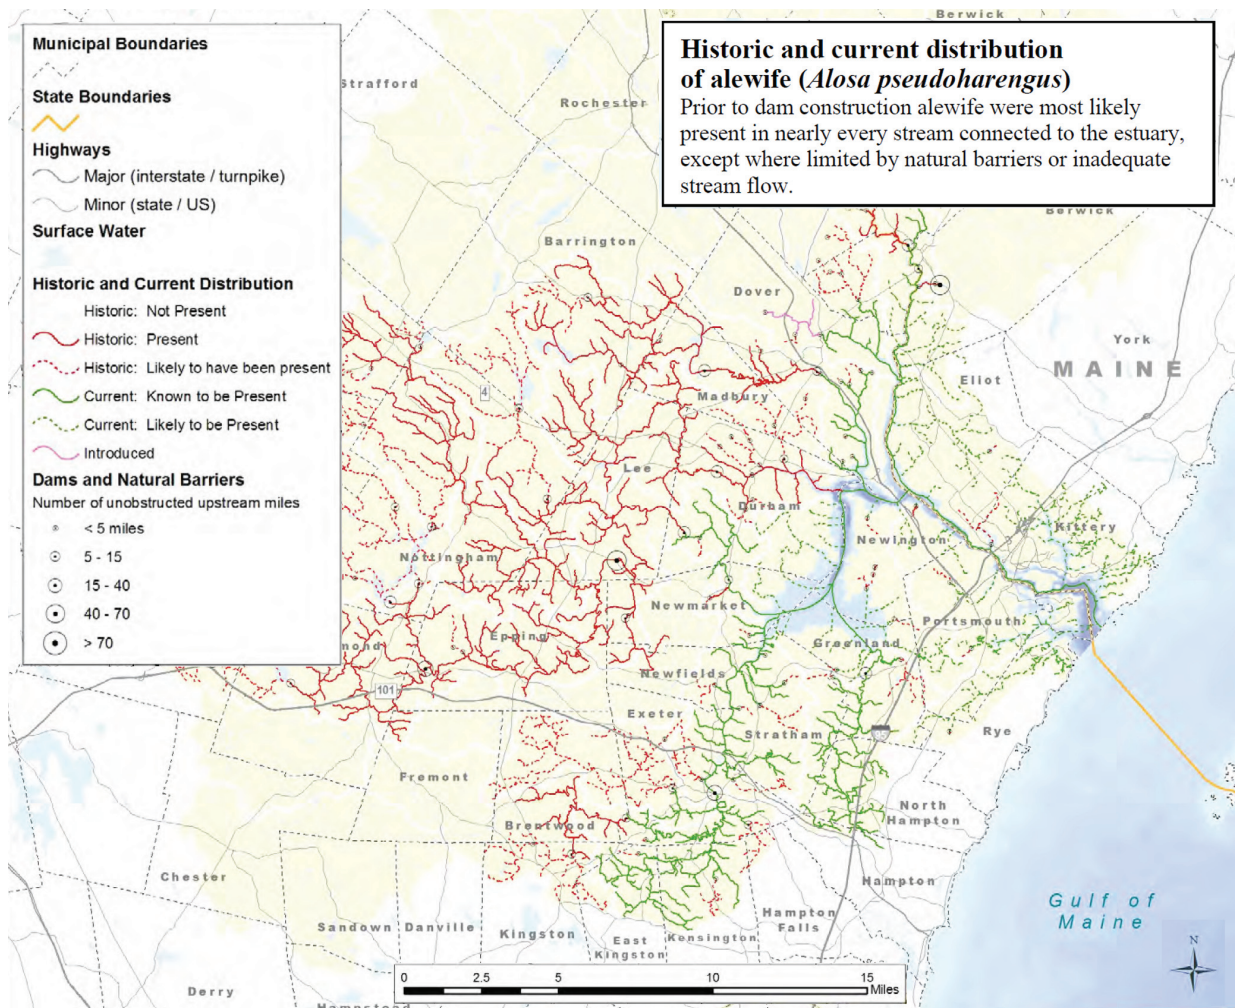 Municipal Boundaries
State Boundaries
Highways
Major (interstate / turnpike)
Minor (state / US)
Surface Water
Historic and Current Distribution
Historic: Not Present
Historic: Present
Historic: Likely to have been present
Current: Known to be Present
Current: Likely to be Present
Introduced
Dams and Natural Barriers
Number of unobstructed upstream miles
< 5 miles
5 - 15
15 - 40
40 - 70
> 70
Historic and current distribution
of alewife (Alosa pseudoharengus)
Prior to dam construction alewife were most likely
present in nearly every stream connected to the estuary,
except where limited by natural barriers or inadequate
stream flow.
Berwick
Strafford
Rochester
Berwick
Barrington
Dover
York
MAINE
Eliot
4
Madbury
Lee
Durham
Kittery
Newington
Nottingham
Newmarket
Portsmouth
Epping
Greenland
mond
Newfields
101
Exeter
Stratham
Rye
Fremont
North
Hampton
Brentwood
Chester
Hampton
Gulf of
Maine
Hampton
Falls
Sandown
Danville
Kingston
East
Kingston
Kensington
N
0 2.5 5 10 15
Miles
Derry
Hampstead